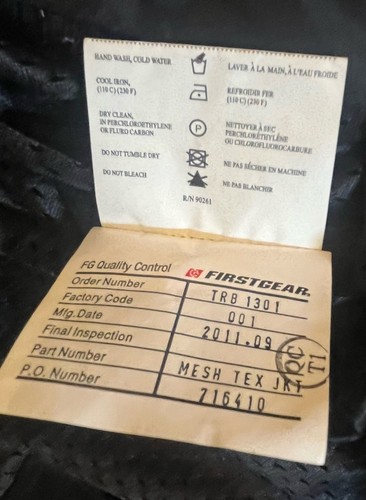 HAND WASH, COLD WATER
LAVER À LA MAIN, À L'EAU FROIDE
COOL IRON,
(110 C) (230 F)
REFROIDIR FER
(110 C) (230 F)
DRY CLEAN,
IN PERCHLOROETHYLENE
OR FLURO CARBON
P
NETTOYER À SEC
PERCHLORÉTHYLÉNE
OU CHLOROFLUOROCARBURE
DO NOT TUMBLE DRY
NE PAS SÉCHER EN MACHINE
DO NOT BLEACH
NE PAS BLANCHIR
R/N 90261
FG Quality Control
FIRSTGEAR
Order Number TRB 1301
Factory Code 001
Mfg. Date 2011.09
Final Inspection
QC
T1
Part Number MESH TEX JKT
P.O. Number 716410